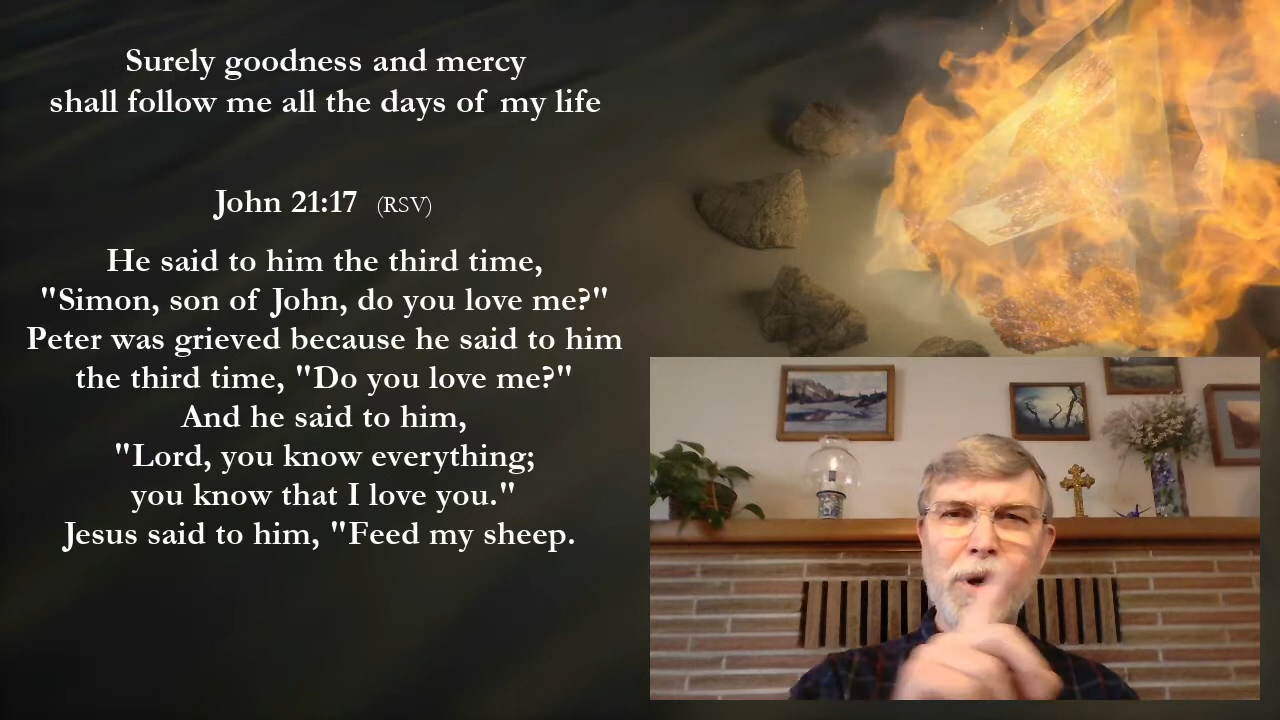 Surely goodness and mercy
shall follow me all the days of my life
John 21:17 (RSV)
He said to him the third time,
"Simon, son of John, do you love me?"
Peter was grieved because he said to him
the third time, "Do you love me?"
And he said to him,
"Lord, you know everything;
you know that I love you."
Jesus said to him, "Feed my sheep.